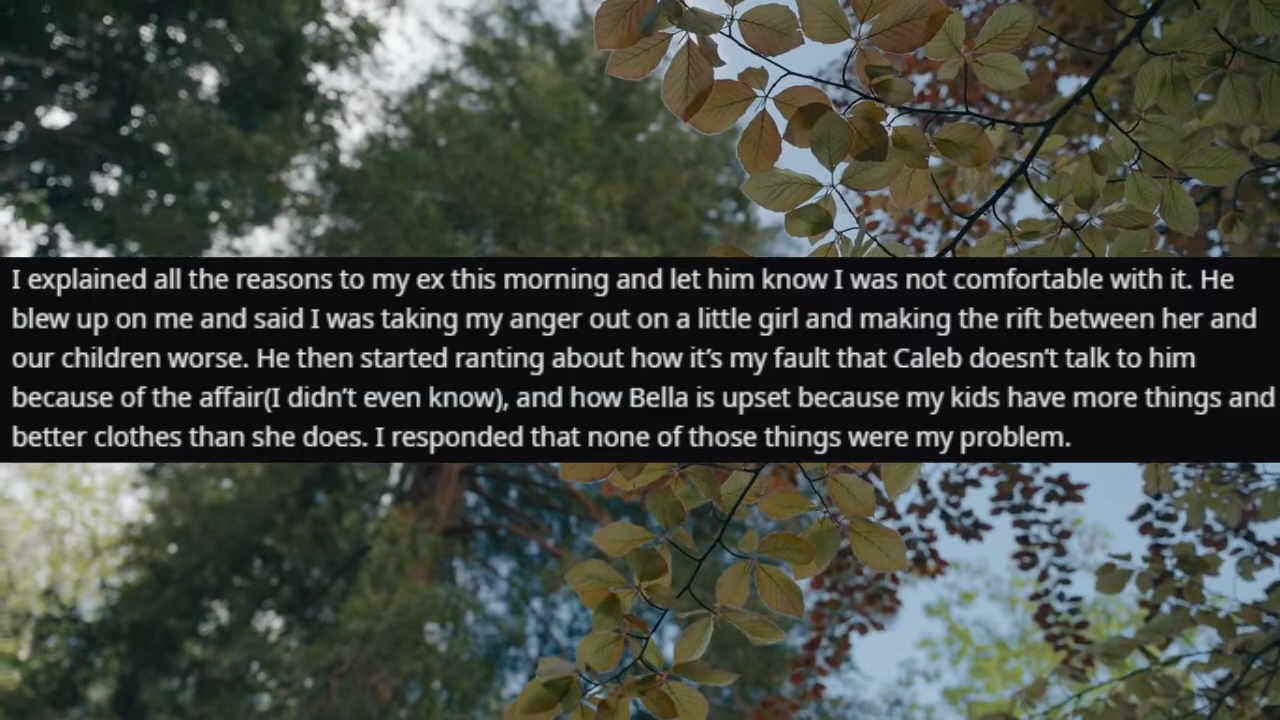 I explained all the reasons to my ex this morning and let him know I was not comfortable with it. He
blew up on me and said I was taking my anger out on a little girl and making the rift between her and
our children worse. He then started ranting about how it’s my fault that Caleb doesn’t talk to him
because of the affair(I didn’t even know), and how Bella is upset because my kids have more things and
better clothes than she does. I responded that none of those things were my problem.